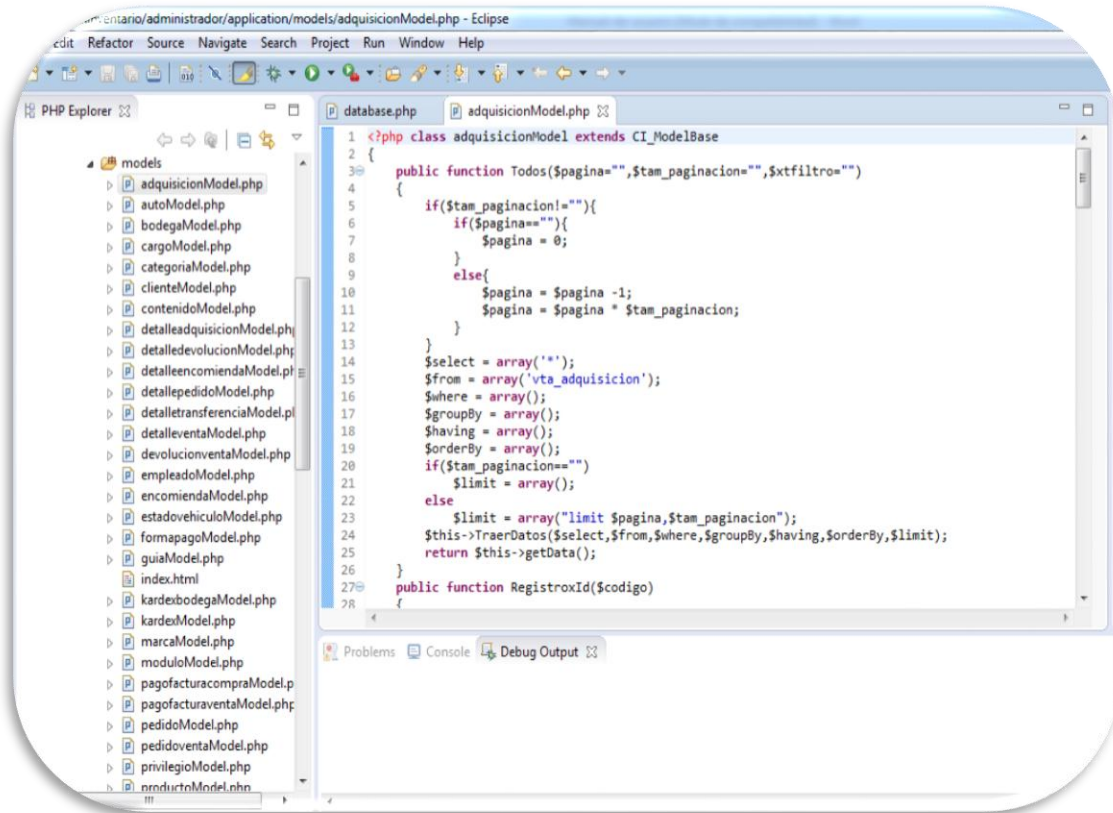 inventario/administrador/application/models/adquisicionModel.php - Eclipse
Edit Refactor Source Navigate Search Project Run Window Help
PHP Explorer
models
adquisicionModel.php
autoModel.php
bodegaModel.php
cargoModel.php
categoriaModel.php
clienteModel.php
contenidoModel.php
detalleadquisicionModel.php
detalledevolucionModel.php
detalleencomiendaModel.ph
detallepedidoModel.php
detalletransferenciaModel.pl
detalleventaModel.php
devolucionventaModel.php
empleadoModel.php
encomiendaModel.php
estadovehiculoModel.php
formapagoModel.php
guiaModel.php
index.html
kardexbodegaModel.php
kardexModel.php
marcaModel.php
moduloModel.php
pagofacturacompraModel.p
pagofacturaventaModel.php
pedidoModel.php
pedidoventaModel.php
privilegioModel.php
productoModel.php
database.php adquisicionModel.php
1 <?php class adquisicionModel extends CI_ModelBase
2 {
3 public function Todos($pagina="",$tam_paginacion="",$xtfiltro="")
4 {
5 if($tam_paginacion!=""){
6 if($pagina==""){
7 $pagina = 0;
8 }
9 else{
10 $pagina = $pagina -1;
11 $pagina = $pagina * $tam_paginacion;
12 }
13 }
14 $select = array('*');
15 $from = array('vta_adquisicion');
16 $where = array();
17 $groupBy = array();
18 $having = array();
19 $orderBy = array();
20 if($tam_paginacion=="")
21 $limit = array();
22 else
23 $limit = array("limit $pagina,$tam_paginacion");
24 $this->TraerDatos($select,$from,$where,$groupBy,$having,$orderBy,$limit);
25 return $this->getData();
26 }
27 public function RegistroxId($codigo)
28 {
Problems Console Debug Output